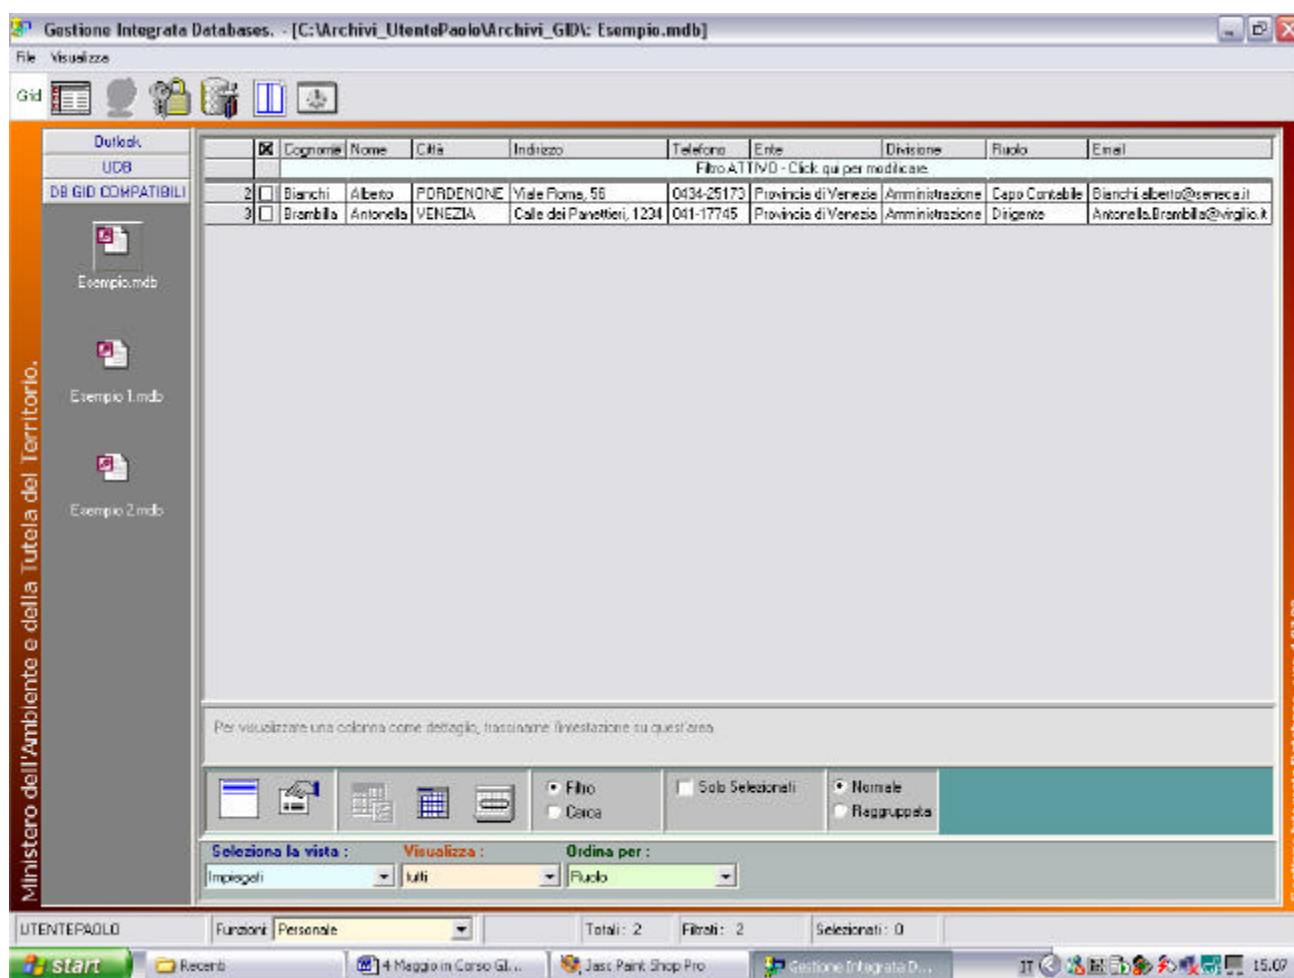 Gestione Integrata Databases. - [C:\Archivi_UtentePaolo\Archivi_GID\: Esempio.mdb]
File Visualizza
Gid
Outlook
UDB
DB GID COMPATIBILI
Esempio.mdb
Esempio 1.mdb
Esempio 2.mdb
Ministero dell'Ambiente e della Tutela del Territorio.
Cognome Nome Città Indirizzo Telefono Ente Divisione Ruolo Email
Filtro ATTIVO - Click qui per modificare.
2 Bianchi Alberto PORDENONE Viale Roma, 56 0434-25173 Provincia di Venezia Amministrazione Capo Contabile Bianchi.alberto@seneca.it
3 Brambilla Antonella VENEZIA Calle dei Panettieri, 1234 041-17745 Provincia di Venezia Amministrazione Dirigente Antonella.Brambilla@virgilio.it
Per visualizzare una colonna come dettaglio, trascinarne l'intestazione su quest'area
Filtro
Cerca
Solo Selezionati
Normale
Raggruppata
Seleziona la vista : Visualizza : Ordina per :
Impiegati tutti Ruolo
UTENTEPAOLO Funzioni: Personale Totali : 2 Filtrati : 2 Selezionati : 0
start Recenti 4 Maggio in Corso GI... Jasc Paint Shop Pro Gestione Integrata D... IT 15.07